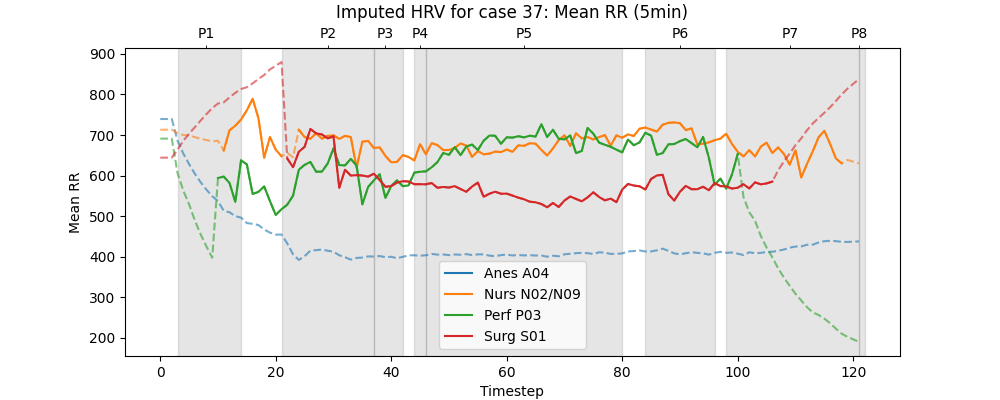 Imputed HRV for case 37: Mean RR (5min)
P1 P2 P3 P4 P5 P6 P7 P8
900
800
700
600
500
400
300
200
Mean RR
Anes A04
Nurs N02/N09
Perf P03
Surg S01
0 20 40 60 80 100 120
Timestep